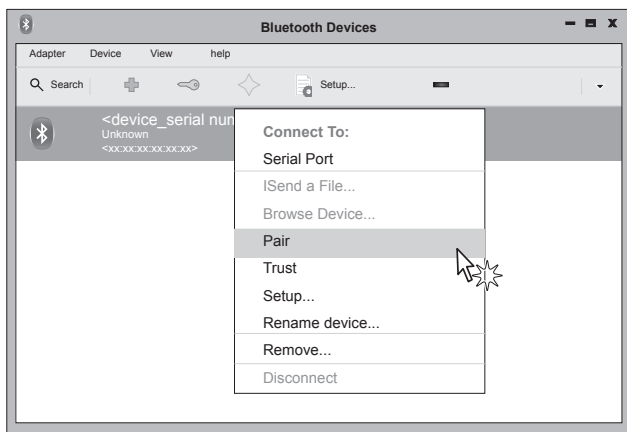 Bluetooth Devices
Adapter Device View help
Search Setup...
<device_serial num
Unknown
<xx:xx:xx:xx:xx:xx>
Connect To:
Serial Port
ISend a File...
Browse Device...
Pair
Trust
Setup...
Rename device...
Remove...
Disconnect